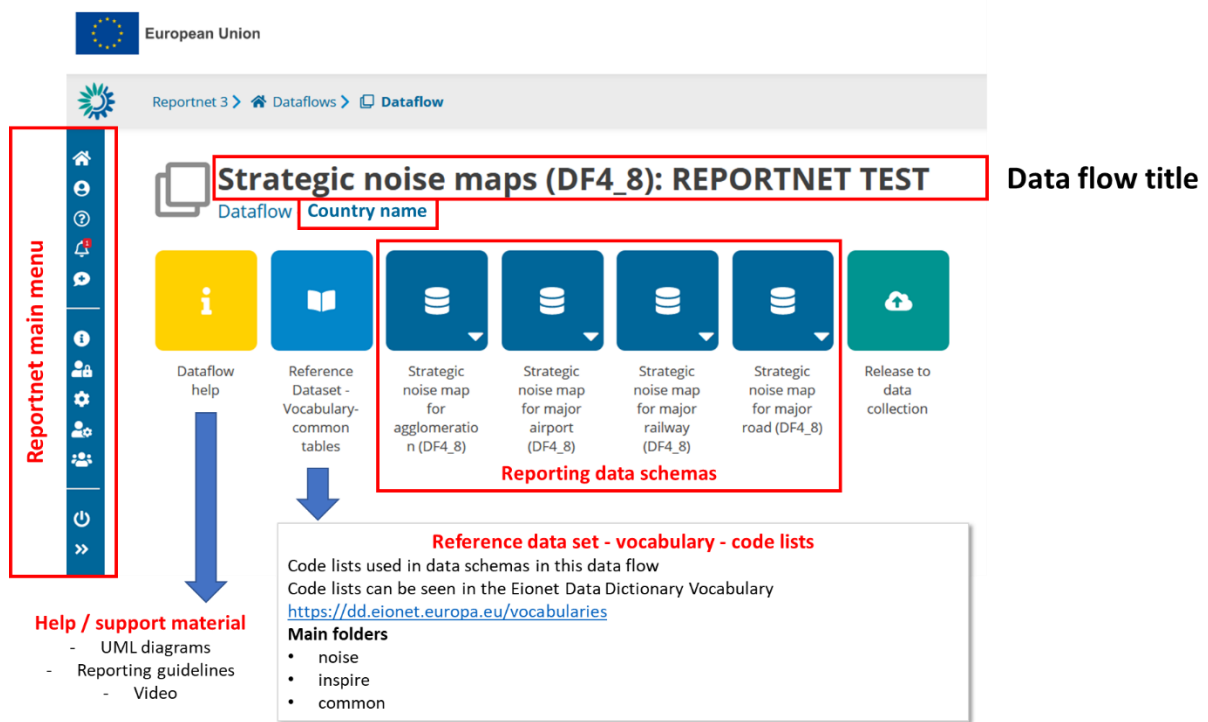 European Union
Reportnet 3 Dataflows Dataflow
Strategic noise maps (DF4_8): REPORTNET TEST
Data flow title
Dataflow Country name
Reportnet main menu
1
Dataflow
help
Reference
Dataset -
Vocabulary-
common
tables
Strategic
noise map
for
agglomeratio
n (DF4_8)
Strategic
noise map
for major
airport
(DF4_8)
Strategic
noise map
for major
railway
(DF4_8)
Strategic
noise map
for major
road (DF4_8)
Release to
data
collection
Reporting data schemas
Reference data set - vocabulary - code lists
Code lists used in data schemas in this data flow
Code lists can be seen in the Eionet Data Dictionary Vocabulary
https://dd.eionet.europa.eu/vocabularies
Main folders
• noise
• inspire
• common
Help / support material
- UML diagrams
- Reporting guidelines
- Video